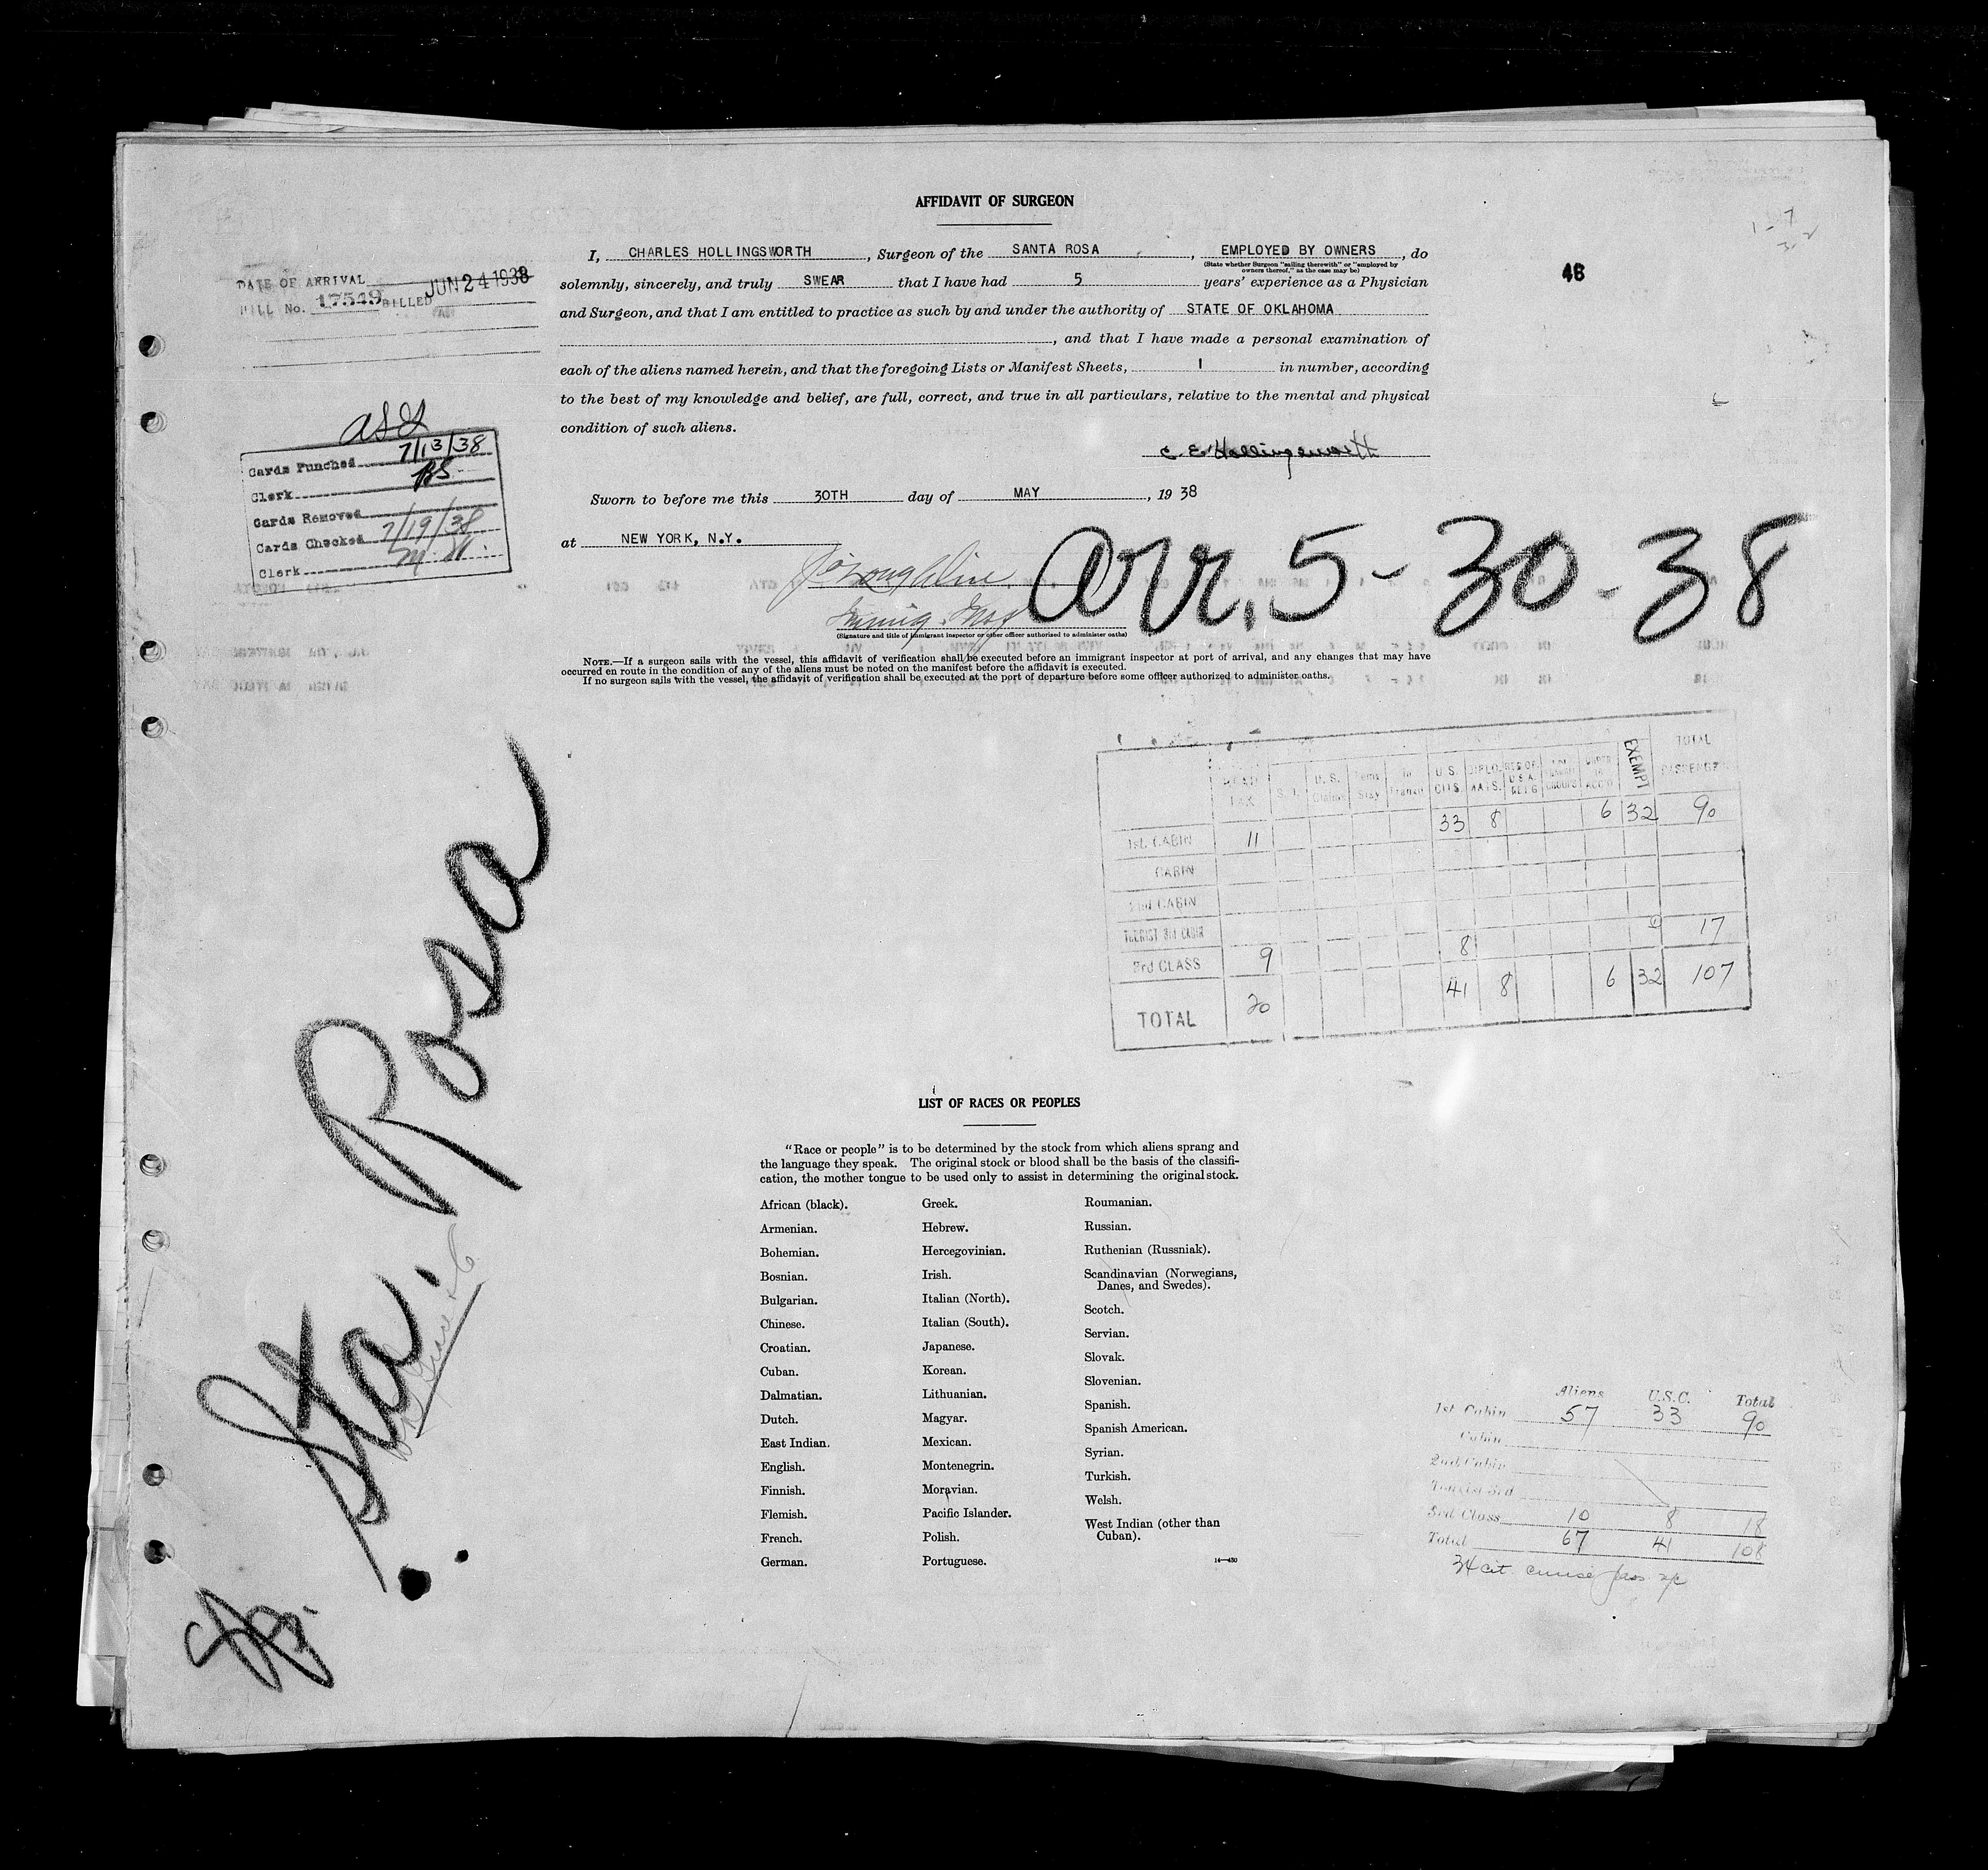 AFFIDAVIT OF SURGEON
I, CHARLES HOLLINGSWORTH, Surgeon of the SANTA ROSA, EMPLOYED BY OWNERS, do
(State whether Surgeon "sailing therewith" or "employed by
owners thereof," as the case may be)
solemnly, sincerely, and truly SWEAR that I have had 5 years' experience as a Physician
and Surgeon, and that I am entitled to practice as such by and under the authority of STATE OF OKLAHOMA
, and that I have made a personal examination of
each of the aliens named herein, and that the foregoing Lists or Manifest Sheets, 1 in number, according
to the best of my knowledge and belief, are full, correct, and true in all particulars, relative to the mental and physical
condition of such aliens.
C. E. Hollingsworth
Sworn to before me this 30TH day of MAY, 1938
at NEW YORK, N.Y.
(Signature and title of immigrant inspector or other officer authorized to administer oaths)
46
DATE OF ARRIVAL
BILL No. 17549 BILLED JUN 24 1938
Cards Punched 7/13/38
Clerk BS
Cards Removed
Cards Checked 7/19/38
Clerk
Arr. 5-30-38
NOTE.—If a surgeon sails with the vessel, this affidavit of verification shall be executed before an immigrant inspector at port of arrival, and any changes that may have
occurred en route in the condition of any of the aliens must be noted on the manifest before the affidavit is executed.
If no surgeon sails with the vessel, the affidavit of verification shall be executed at the port of departure before some officer authorized to administer oaths.
Sta. Rosa
HEAD TAX S. I. U. S. Claims Temp Stay In Transit U.S. CITS. DIPLOMATS. EXEMPT TOTAL PASSENGERS
1st. CABIN 11 33 8 6 32 90
CABIN
2nd CABIN
TOURIST 3rd CABIN
3rd CLASS 9 8 17
TOTAL 20 41 8 6 32 107
LIST OF RACES OR PEOPLES
"Race or people" is to be determined by the stock from which aliens sprang and
the language they speak. The original stock or blood shall be the basis of the classifi-
cation, the mother tongue to be used only to assist in determining the original stock.
African (black).
Armenian.
Bohemian.
Bosnian.
Bulgarian.
Chinese.
Croatian.
Cuban.
Dalmatian.
Dutch.
East Indian.
English.
Finnish.
Flemish.
French.
German.
Greek.
Hebrew.
Hercegovinian.
Irish.
Italian (North).
Italian (South).
Japanese.
Korean.
Lithuanian.
Magyar.
Mexican.
Montenegrin.
Moravian.
Pacific Islander.
Polish.
Portuguese.
Roumanian.
Russian.
Ruthenian (Russniak).
Scandinavian (Norwegians,
Danes, and Swedes).
Scotch.
Servian.
Slovak.
Slovenian.
Spanish.
Spanish American.
Syrian.
Turkish.
Welsh.
West Indian (other than
Cuban).
14—430
Aliens U.S.C. Total
1st Cabin 57 33 90
Cabin
2nd Cabin
Tourist 3rd
3rd Class 10 8 18
Total 67 41 108